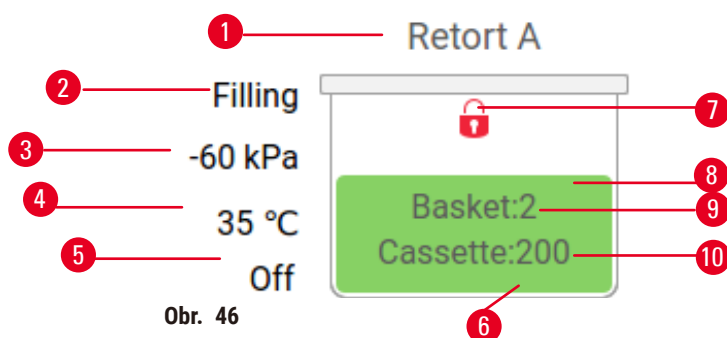 1 Retort A
2 Filling
7
3 -60 kPa
8
4 35 °C Basket:2 9
5 Off Cassette:200 10
Obr. 46 6